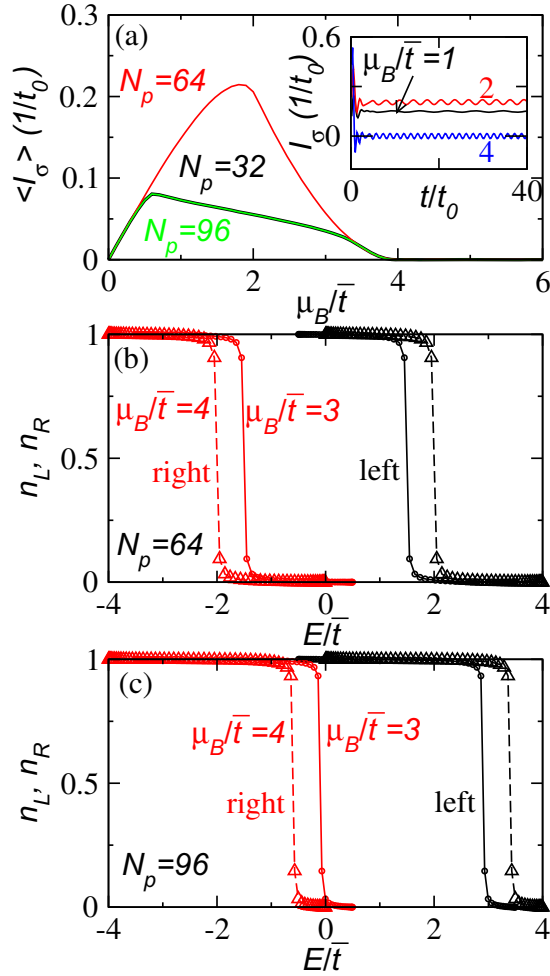 (a)
<I_σ> (1/t_0)
0.3
0.2
0.1
0
N_p=64
N_p=32
N_p=96
0 2 4 6
μ_B/t̅
I_σ (1/t_0)
0.6
0
μ_B/t̅=1
2
4
0 40
t/t_0
(b)
n_L, n_R
1
0.5
0
μ_B/t̅=4 μ_B/t̅=3
right left
N_p=64
-4 -2 0 2 4
E/t̅
(c)
n_L, n_R
1
0.5
0
μ_B/t̅=4 μ_B/t̅=3
right left
N_p=96
-4 -2 0 2 4
E/t̅